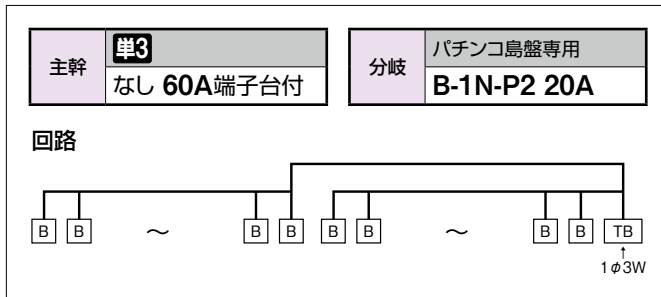 主幹
単3
なし 60A端子台付
分岐
パチンコ島盤専用
B-1N-P2 20A
回路
B B ～ B B B B ～ B B TB
↑
1φ3W